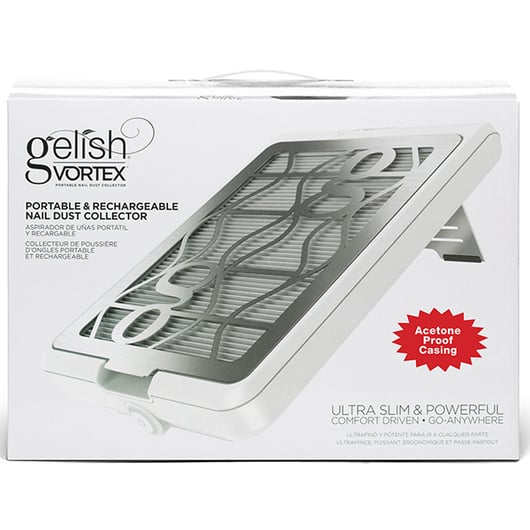 gelish
VORTEX
PORTABLE NAIL DUST COLLECTOR
PORTABLE & RECHARGEABLE
NAIL DUST COLLECTOR
ASPIRADOR DE UÑAS PORTÁTIL
Y RECARGABLE
COLLECTEUR DE POUSSIÈRE
D'ONGLES PORTABLE
ET RECHARGEABLE
Acetone
Proof
Casing
ULTRA SLIM & POWERFUL
COMFORT DRIVEN • GO-ANYWHERE
ULTRAFINO Y POTENTE PARA IR A CUALQUIER PARTE
ULTRAMINCE, PUISSANT, ERGONOMIQUE ET PASSE-PARTOUT